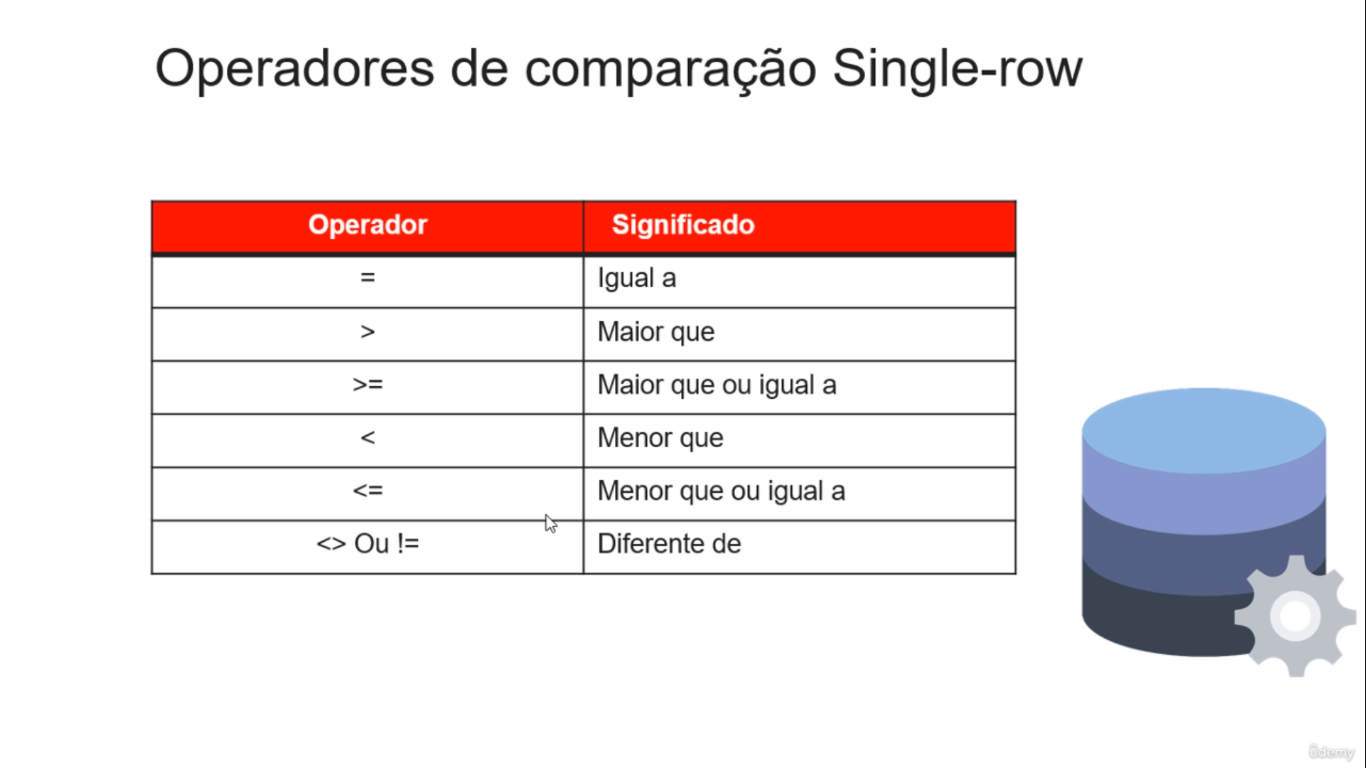 Operadores de comparação Single-row
Operador Significado
= Igual a
> Maior que
>= Maior que ou igual a
< Menor que
<= Menor que ou igual a
<> Ou != Diferente de
ûdemy